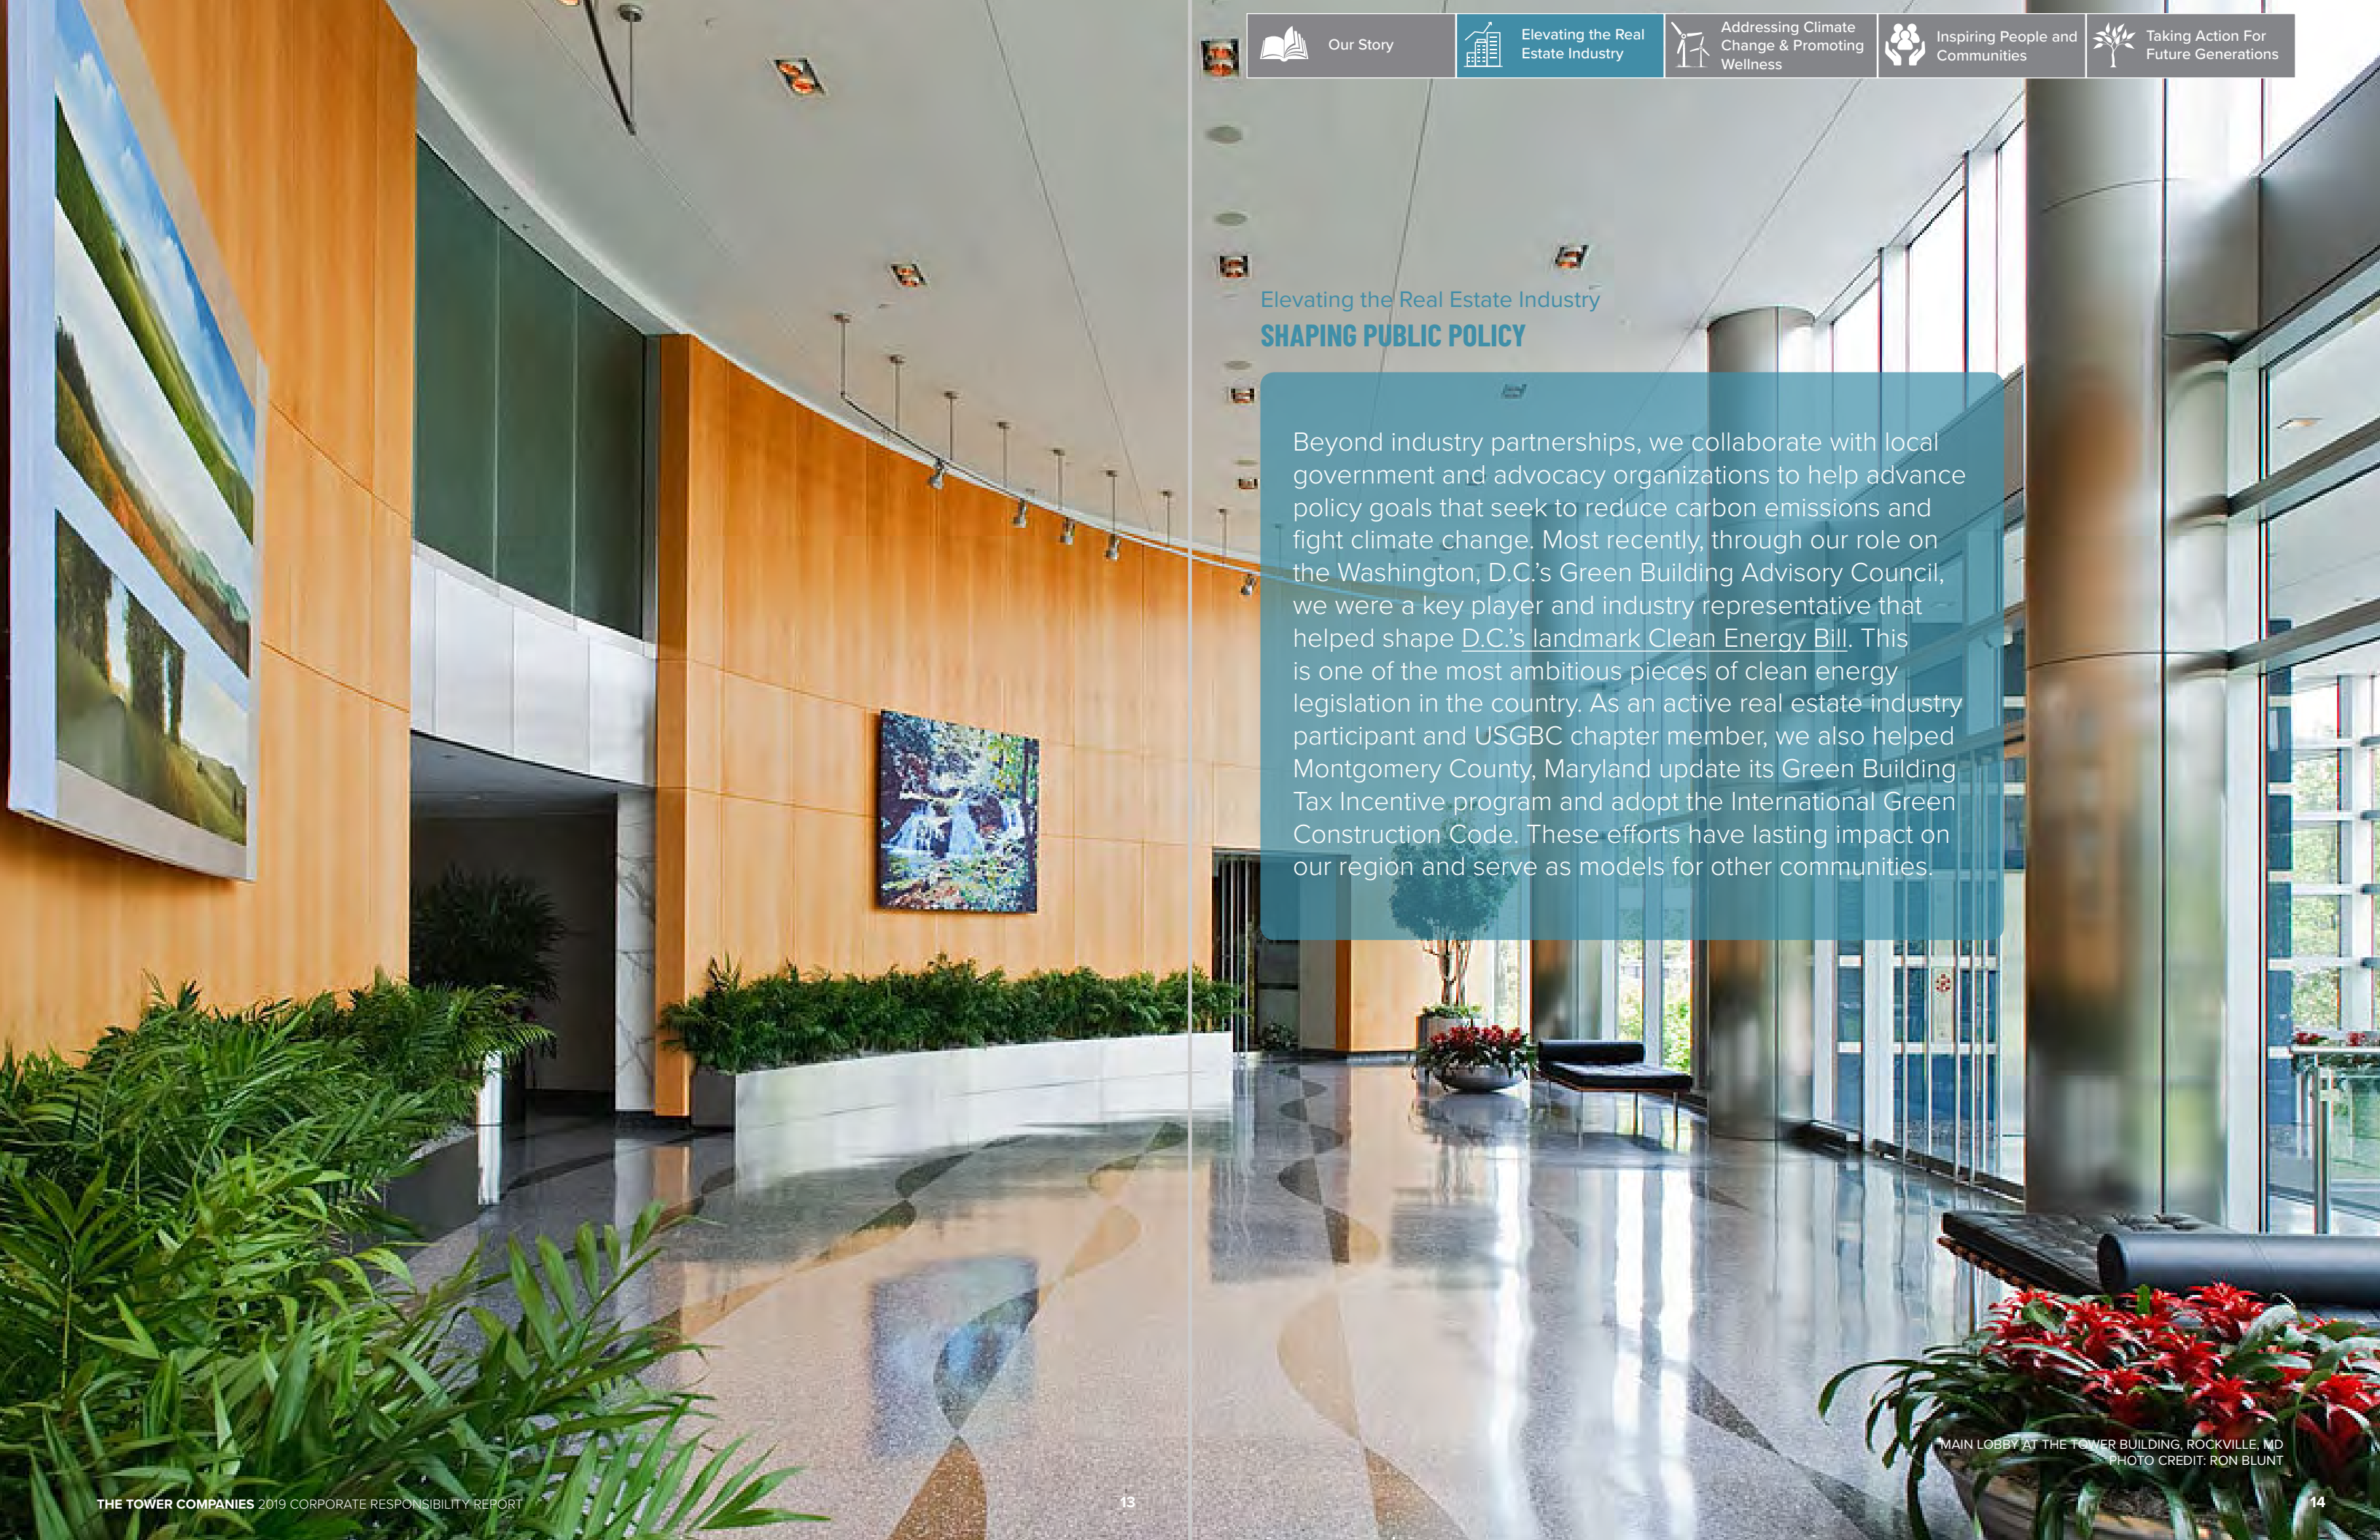 Our Story
Elevating the Real
Estate Industry
Addressing Climate
Change & Promoting
Wellness
Inspiring People and
Communities
Taking Action For
Future Generations
Elevating the Real Estate Industry
SHAPING PUBLIC POLICY
Beyond industry partnerships, we collaborate with local
government and advocacy organizations to help advance
policy goals that seek to reduce carbon emissions and
fight climate change. Most recently, through our role on
the Washington, D.C.’s Green Building Advisory Council,
we were a key player and industry representative that
helped shape D.C.’s landmark Clean Energy Bill. This
is one of the most ambitious pieces of clean energy
legislation in the country. As an active real estate industry
participant and USGBC chapter member, we also helped
Montgomery County, Maryland update its Green Building
Tax Incentive program and adopt the International Green
Construction Code. These efforts have lasting impact on
our region and serve as models for other communities.
MAIN LOBBY AT THE TOWER BUILDING, ROCKVILLE, MD
PHOTO CREDIT: RON BLUNT
THE TOWER COMPANIES 2019 CORPORATE RESPONSIBILITY REPORT
13
14